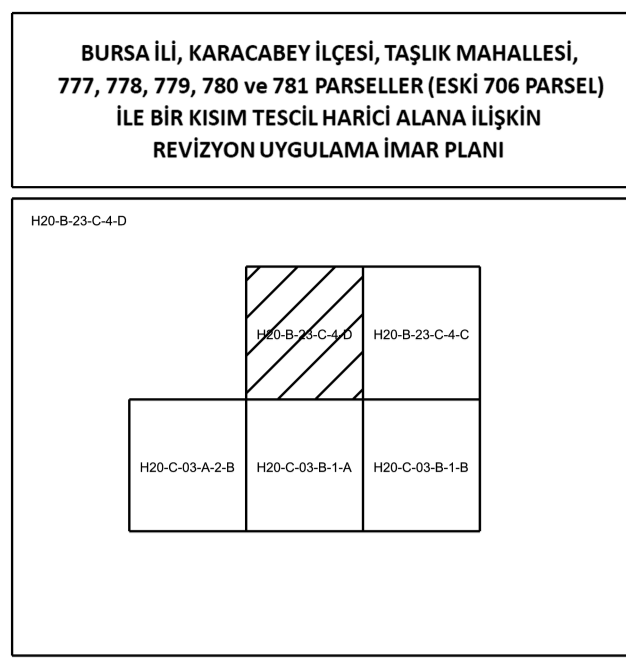 BURSA İLİ, KARACABEY İLÇESİ, TAŞLIK MAHALLESİ,
777, 778, 779, 780 ve 781 PARSELLER (ESKİ 706 PARSEL)
İLE BİR KISIM TESCİL HARİCİ ALANA İLİŞKİN
REVİZYON UYGULAMA İMAR PLANI
H20-B-23-C-4-D
H20-B-23-C-4-D
H20-B-23-C-4-C
H20-C-03-A-2-B
H20-C-03-B-1-A
H20-C-03-B-1-B